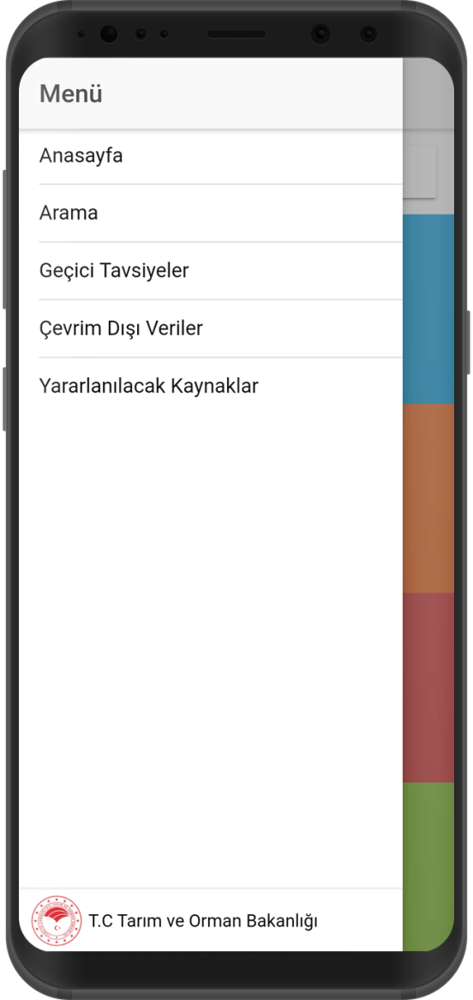 Menü
Anasayfa
Arama
Geçici Tavsiyeler
Çevrim Dışı Veriler
Yararlanılacak Kaynaklar
T.C Tarım ve Orman Bakanlığı